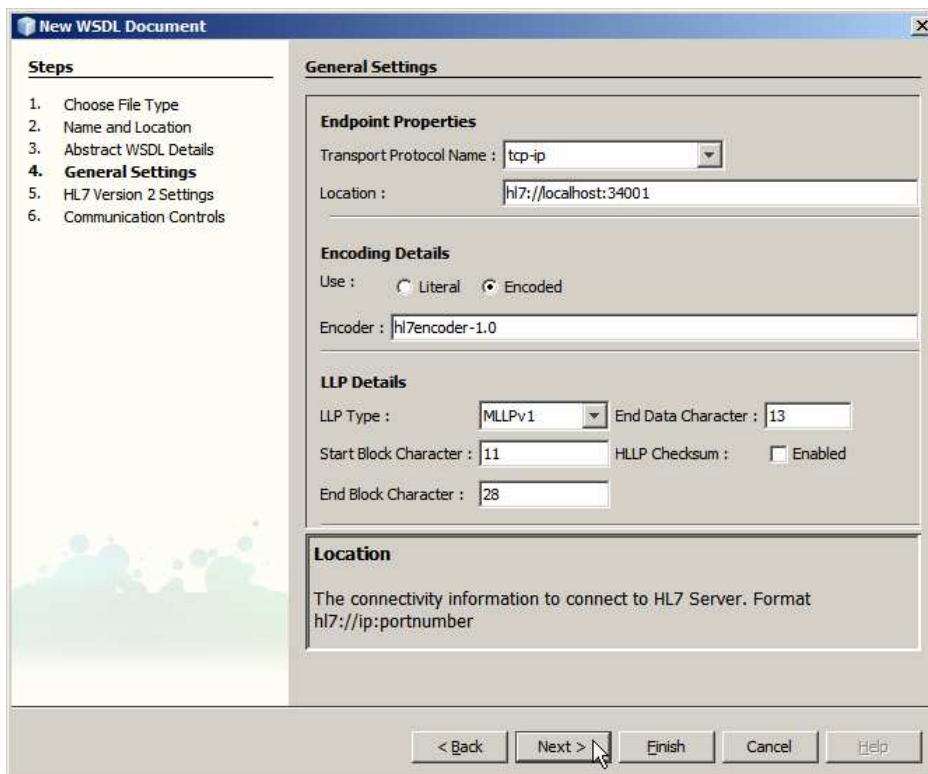 New WSDL Document
Steps
1. Choose File Type
2. Name and Location
3. Abstract WSDL Details
4. General Settings
5. HL7 Version 2 Settings
6. Communication Controls
General Settings
Endpoint Properties
Transport Protocol Name : tcp-ip
Location : hl7://localhost:34001
Encoding Details
Use : Literal Encoded
Encoder : hl7encoder-1.0
LLP Details
LLP Type : MLLPv1 End Data Character : 13
Start Block Character : 11 HLLP Checksum : Enabled
End Block Character : 28
Location
The connectivity information to connect to HL7 Server. Format
hl7://ip:portnumber
< Back Next > Finish Cancel Help